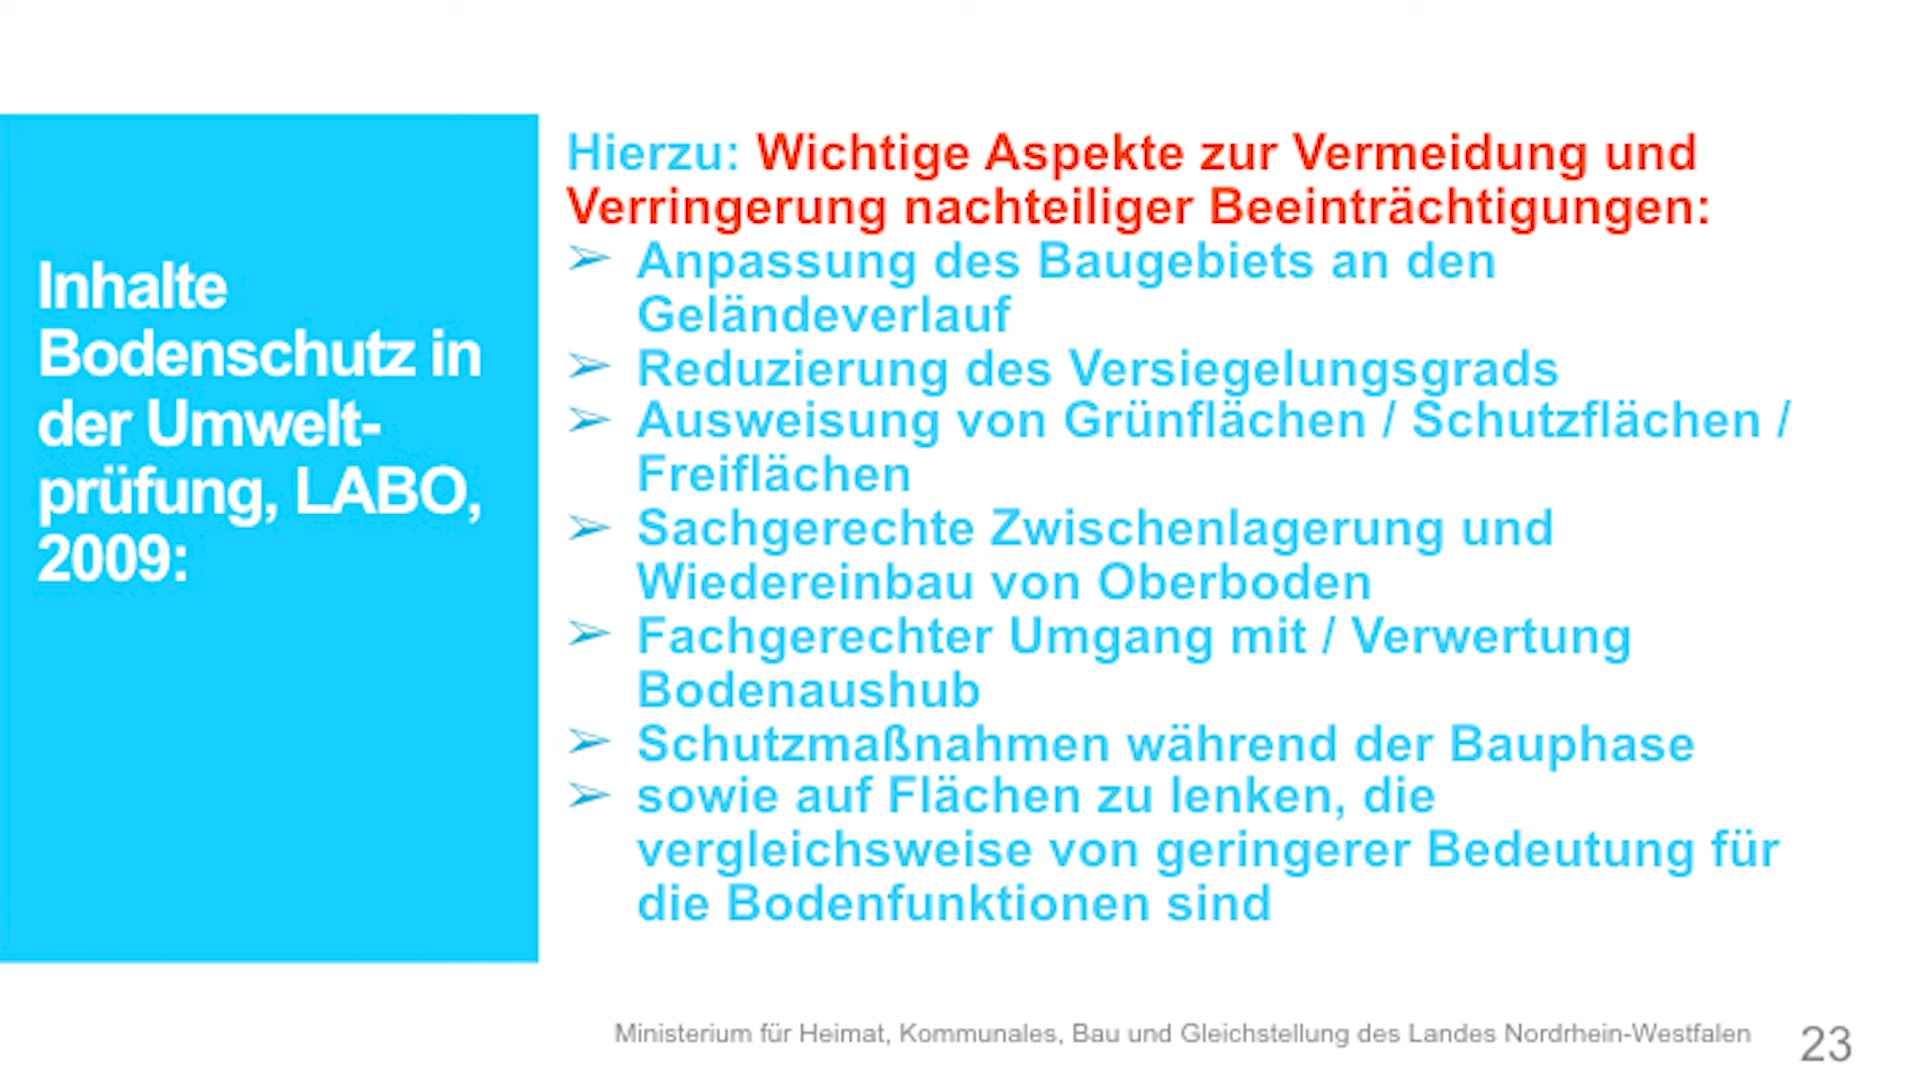 Inhalte
Bodenschutz in
der Umwelt-
prüfung, LABO,
2009:
Hierzu: Wichtige Aspekte zur Vermeidung und
Verringerung nachteiliger Beeinträchtigungen:
➢ Anpassung des Baugebiets an den
Geländeverlauf
➢ Reduzierung des Versiegelungsgrads
➢ Ausweisung von Grünflächen / Schutzflächen /
Freiflächen
➢ Sachgerechte Zwischenlagerung und
Wiedereinbau von Oberboden
➢ Fachgerechter Umgang mit / Verwertung
Bodenaushub
➢ Schutzmaßnahmen während der Bauphase
➢ sowie auf Flächen zu lenken, die
vergleichsweise von geringerer Bedeutung für
die Bodenfunktionen sind
Ministerium für Heimat, Kommunales, Bau und Gleichstellung des Landes Nordrhein-Westfalen
23